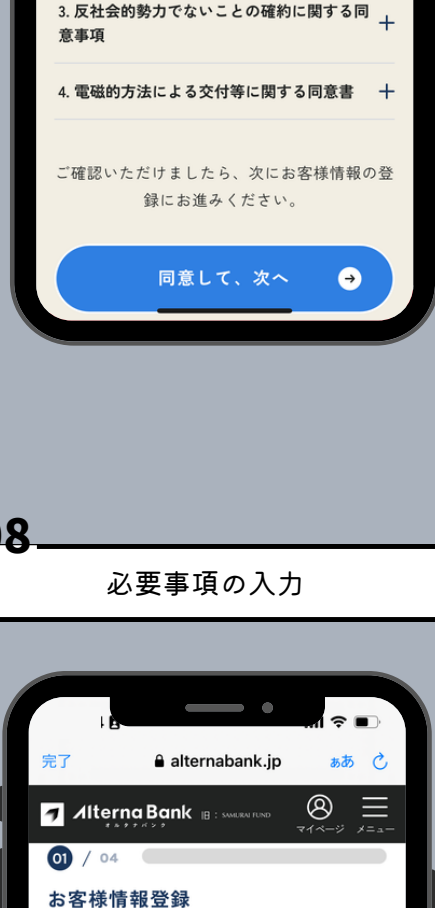 3. 反社会的勢力でないことの確約に関する同
意事項
4. 電磁的方法による交付等に関する同意書
ご確認いただけましたら、次にお客様情報の登
録にお進みください。
同意して、次へ
8
必要事項の入力
完了 alternabank.jp ぁあ
Alterna Bank 旧：SAMURAI FUND
オルタナバンク
マイページ メニュー
01 / 04
お客様情報登録